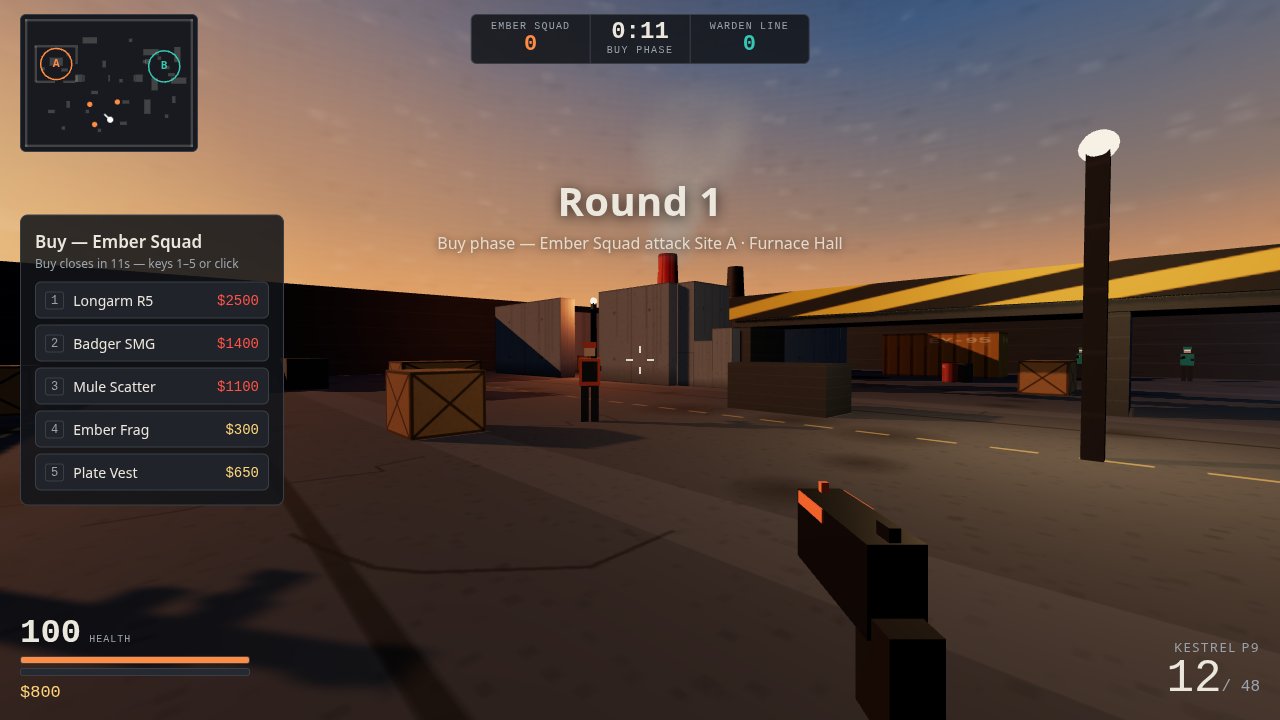 EMBER SQUAD
0
0:11
BUY PHASE
WARDEN LINE
0
A
B
Round 1
Buy phase — Ember Squad attack Site A · Furnace Hall
Buy — Ember Squad
Buy closes in 11s — keys 1–5 or click
1 Longarm R5 $2500
2 Badger SMG $1400
3 Mule Scatter $1100
4 Ember Frag $300
5 Plate Vest $650
100 HEALTH
$800
KESTREL P9
12 / 48